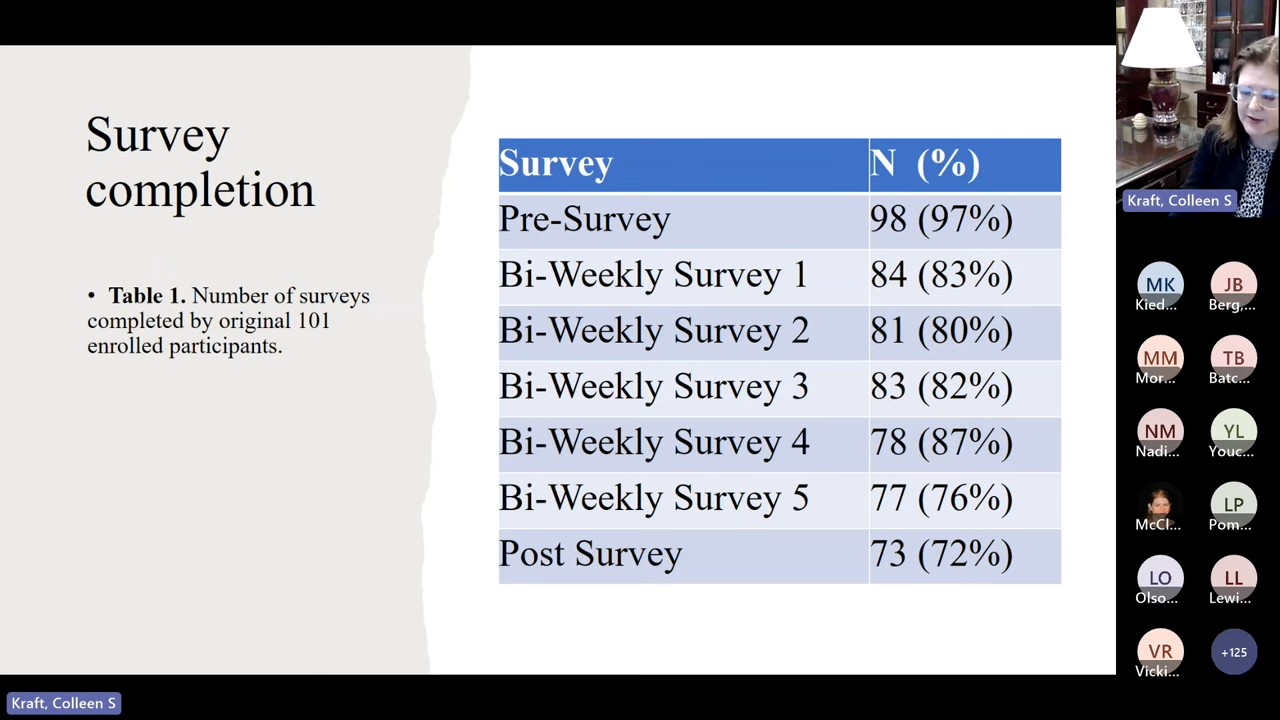 Survey
completion
• Table 1. Number of surveys
completed by original 101
enrolled participants.
Survey N (%)
Pre-Survey 98 (97%)
Bi-Weekly Survey 1 84 (83%)
Bi-Weekly Survey 2 81 (80%)
Bi-Weekly Survey 3 83 (82%)
Bi-Weekly Survey 4 78 (87%)
Bi-Weekly Survey 5 77 (76%)
Post Survey 73 (72%)
Kraft, Colleen S
MK JB
Kied... Berg,...
MM TB
Mor... Batc...
NM YL
Nadi... Youc...
LP
McCl... Pom...
LO LL
Olso... Lewi...
VR +125
Vicki...
Kraft, Colleen S